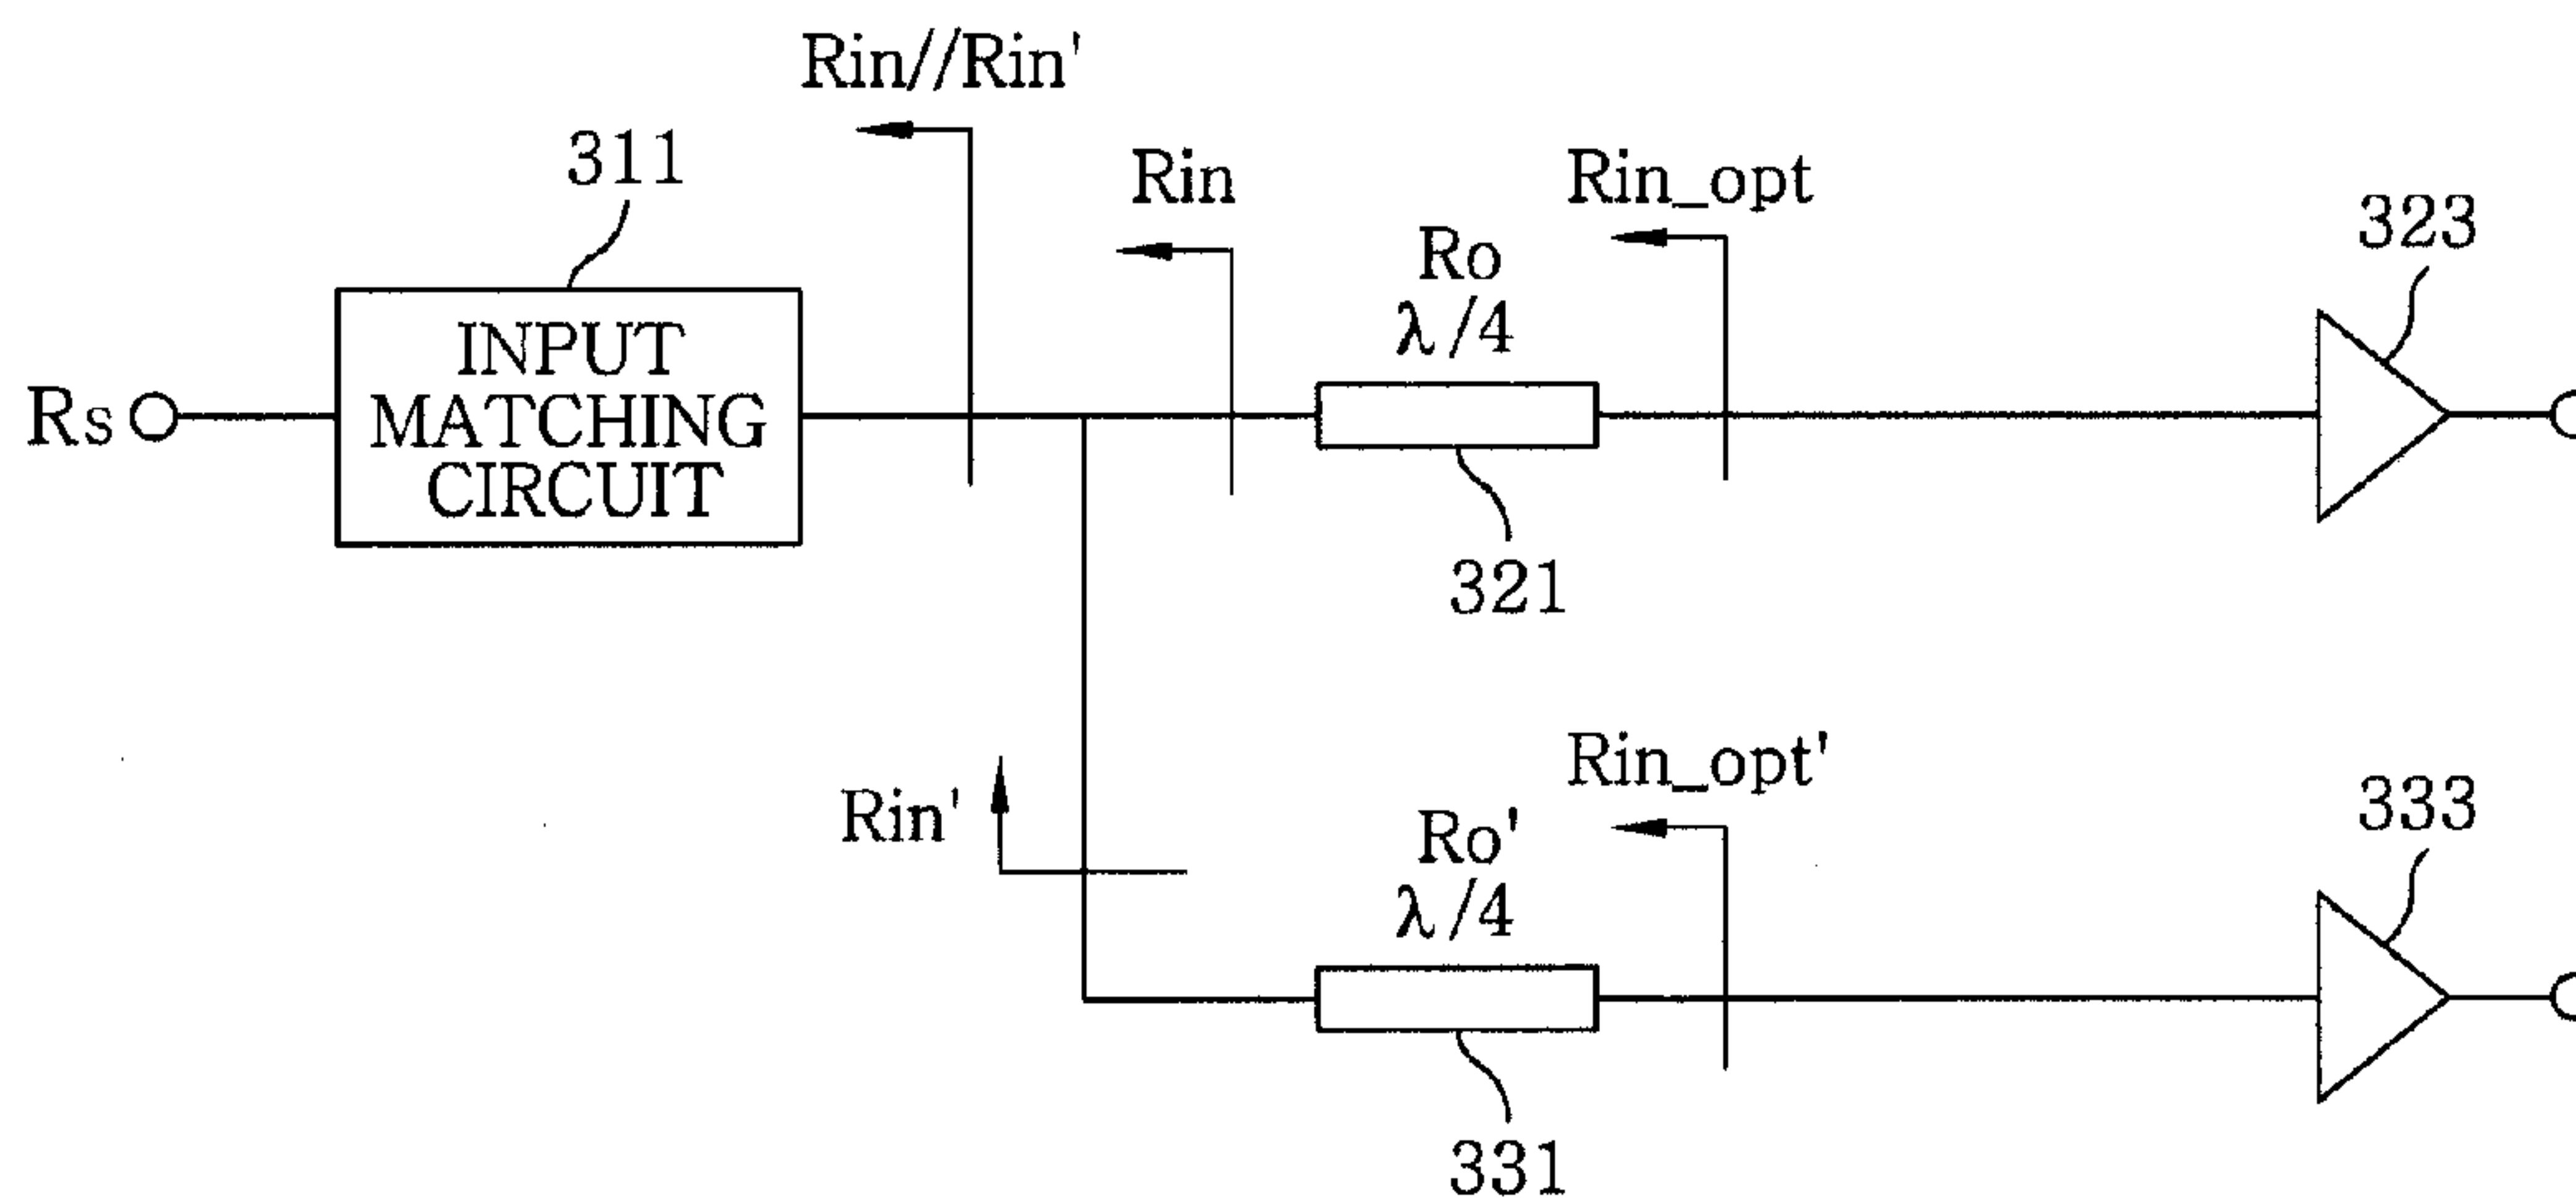 Rin//Rin'
311
Rin
Rin_opt
323
Ro
λ/4
INPUT
MATCHING
CIRCUIT
Rs
321
Rin_opt'
333
Rin'
Ro'
λ/4
331